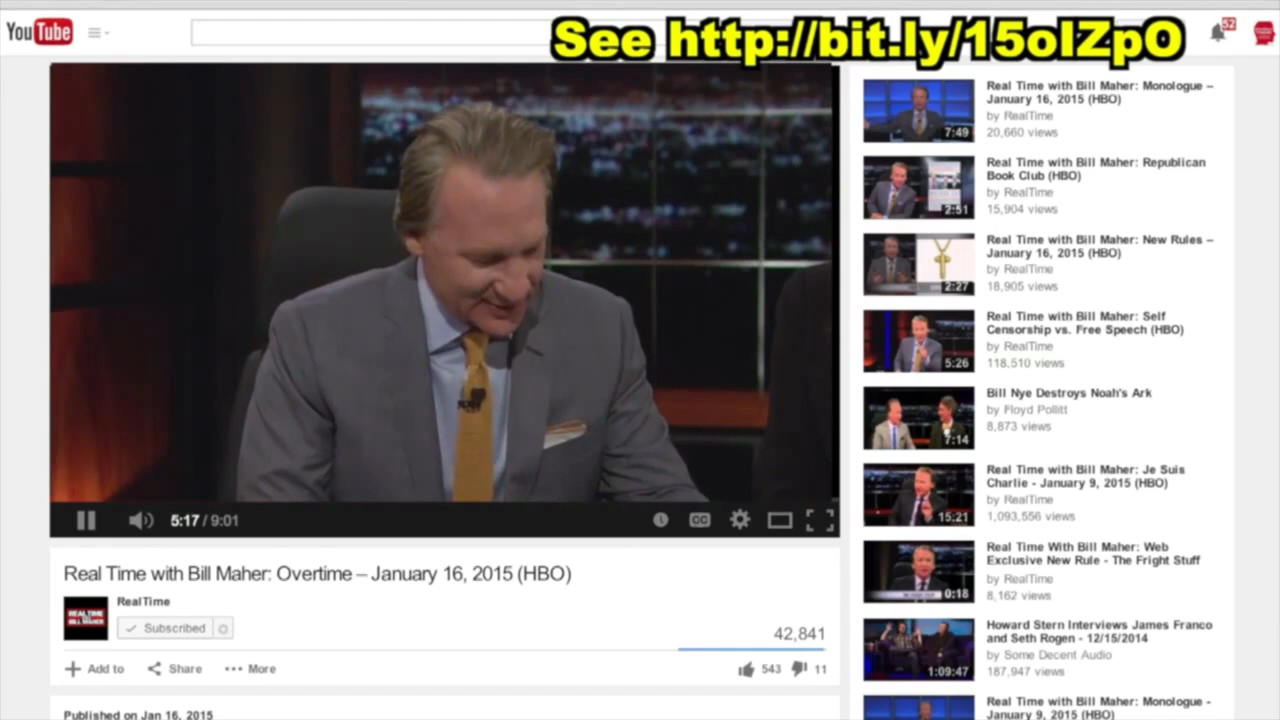 YouTube
See http://bit.ly/15oIZpO
52
5:17 / 9:01
CC
Real Time with Bill Maher: Overtime – January 16, 2015 (HBO)
REAL TIME
BILL MAHER
RealTime
Subscribed
42,841
Add to
Share
More
543
11
Published on Jan 16, 2015
7:49
Real Time with Bill Maher: Monologue –
January 16, 2015 (HBO)
by RealTime
20,660 views
2:51
Real Time with Bill Maher: Republican
Book Club (HBO)
by RealTime
15,904 views
2:27
Real Time with Bill Maher: New Rules –
January 16, 2015 (HBO)
by RealTime
18,905 views
5:26
Real Time with Bill Maher: Self
Censorship vs. Free Speech (HBO)
by RealTime
118,510 views
7:14
Bill Nye Destroys Noah's Ark
by Floyd Pollitt
8,873 views
15:21
Real Time with Bill Maher: Je Suis
Charlie - January 9, 2015 (HBO)
by RealTime
1,093,556 views
0:18
Real Time With Bill Maher: Web
Exclusive New Rule - The Fright Stuff
by RealTime
8,162 views
1:09:47
Howard Stern Interviews James Franco
and Seth Rogen - 12/15/2014
by Some Decent Audio
187,947 views
Real Time with Bill Maher: Monologue -
January 9, 2015 (HBO)